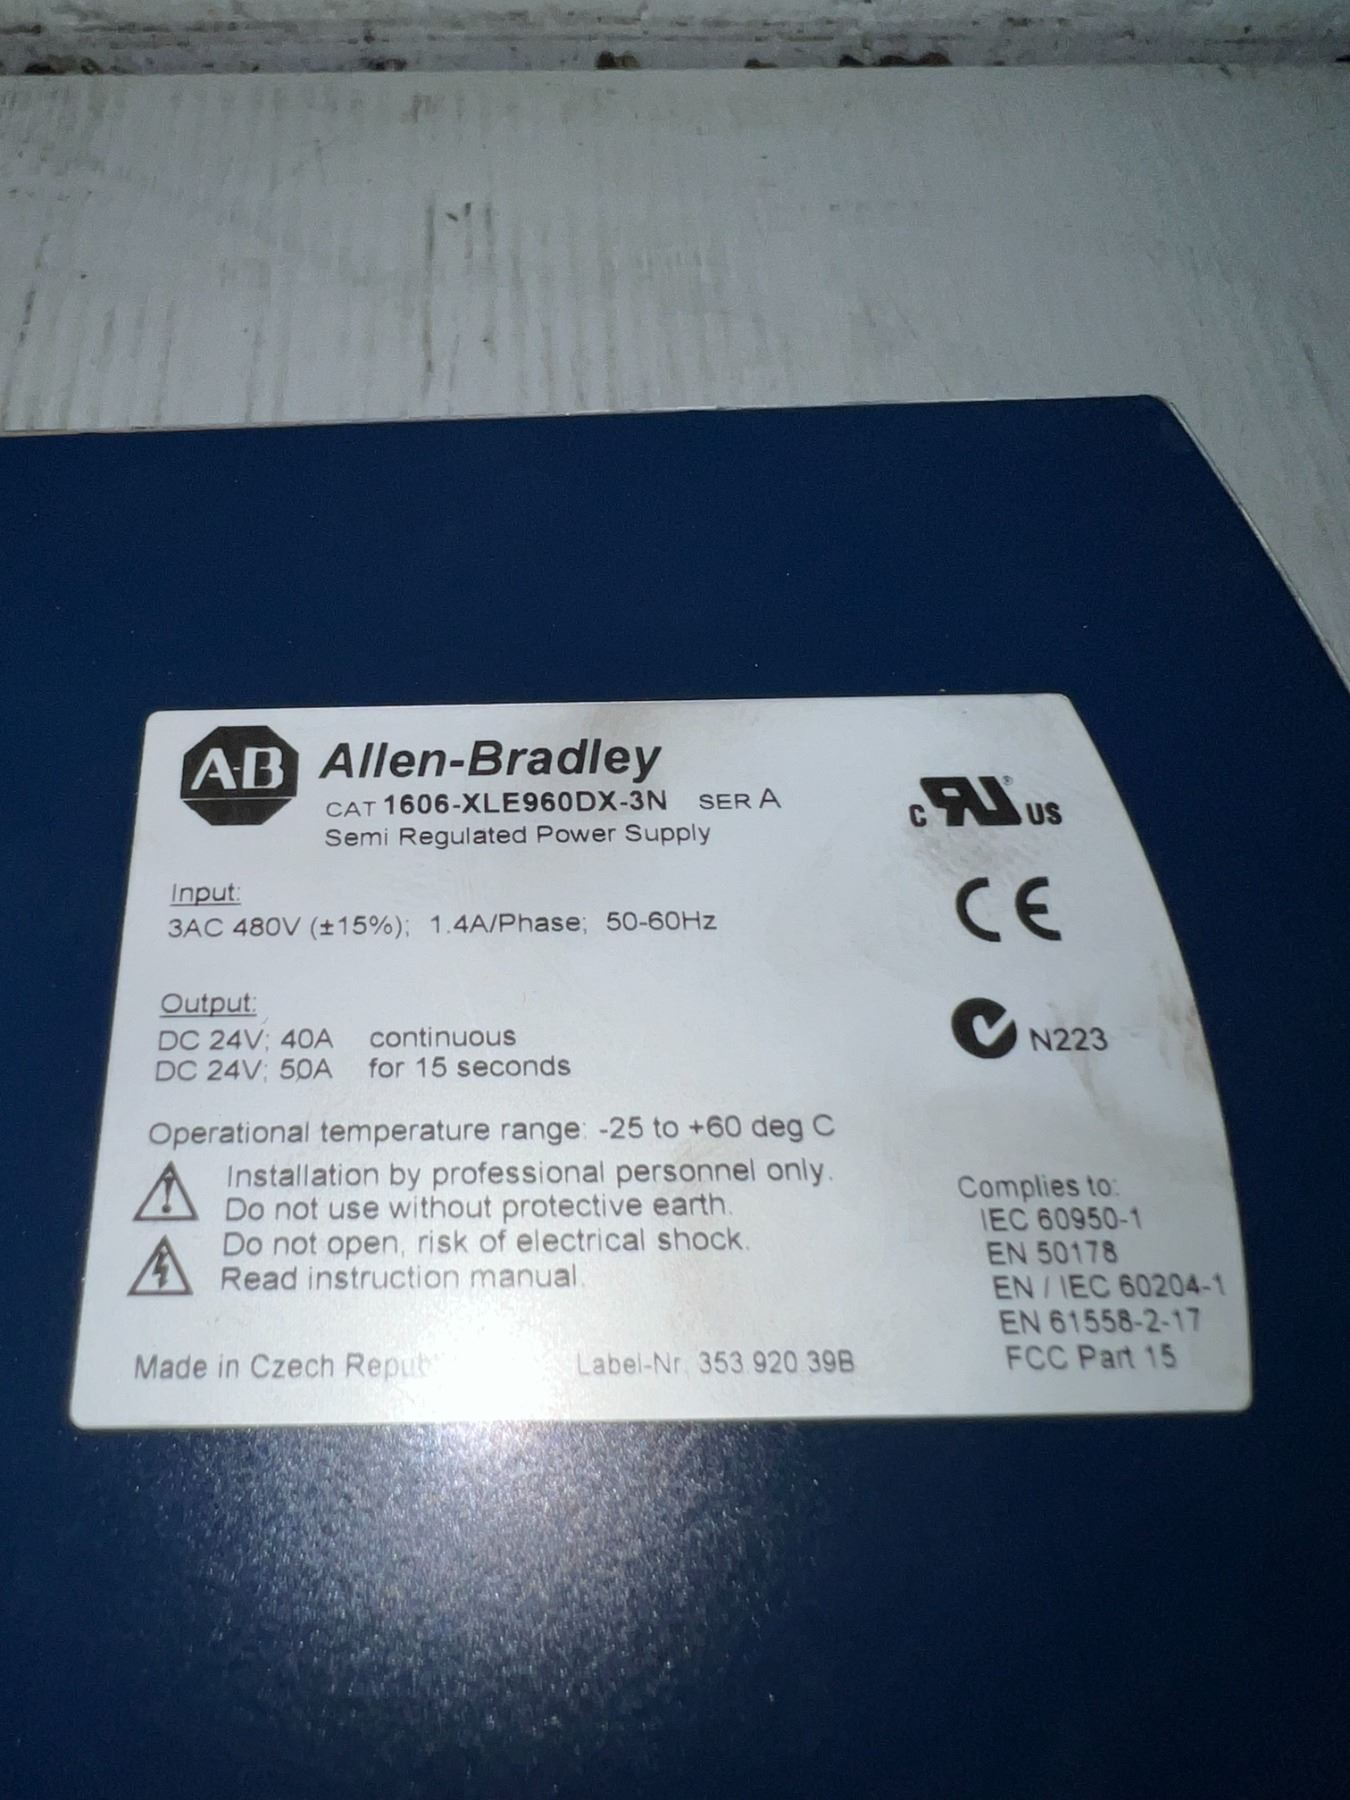 A-B Allen-Bradley
CAT 1606-XLE960DX-3N SER A
Semi Regulated Power Supply
c RU ® US
Input:
3AC 480V (±15%); 1.4A/Phase; 50-60Hz
CE
Output:
DC 24V; 40A continuous
DC 24V; 50A for 15 seconds
N223
Operational temperature range: -25 to +60 deg C
Installation by professional personnel only.
Do not use without protective earth.
Do not open, risk of electrical shock.
Read instruction manual.
Complies to:
IEC 60950-1
EN 50178
EN / IEC 60204-1
EN 61558-2-17
FCC Part 15
Made in Czech Label-Nr. 353.920.39B